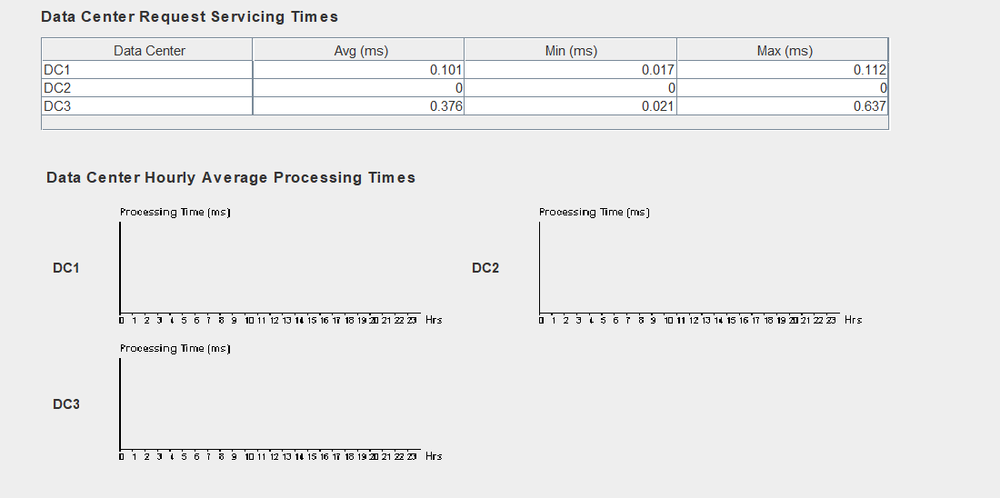 Data Center Request Servicing Times
Data Center Avg (ms) Min (ms) Max (ms)
DC1 0.101 0.017 0.112
DC2 0 0 0
DC3 0.376 0.021 0.637
Data Center Hourly Average Processing Times
DC1
Processing Time (ms)
0 1 2 3 4 5 6 7 8 9 10 11 12 13 14 15 16 17 18 19 20 21 22 23 Hrs
DC2
Processing Time (ms)
0 1 2 3 4 5 6 7 8 9 10 11 12 13 14 15 16 17 18 19 20 21 22 23 Hrs
DC3
Processing Time (ms)
0 1 2 3 4 5 6 7 8 9 10 11 12 13 14 15 16 17 18 19 20 21 22 23 Hrs